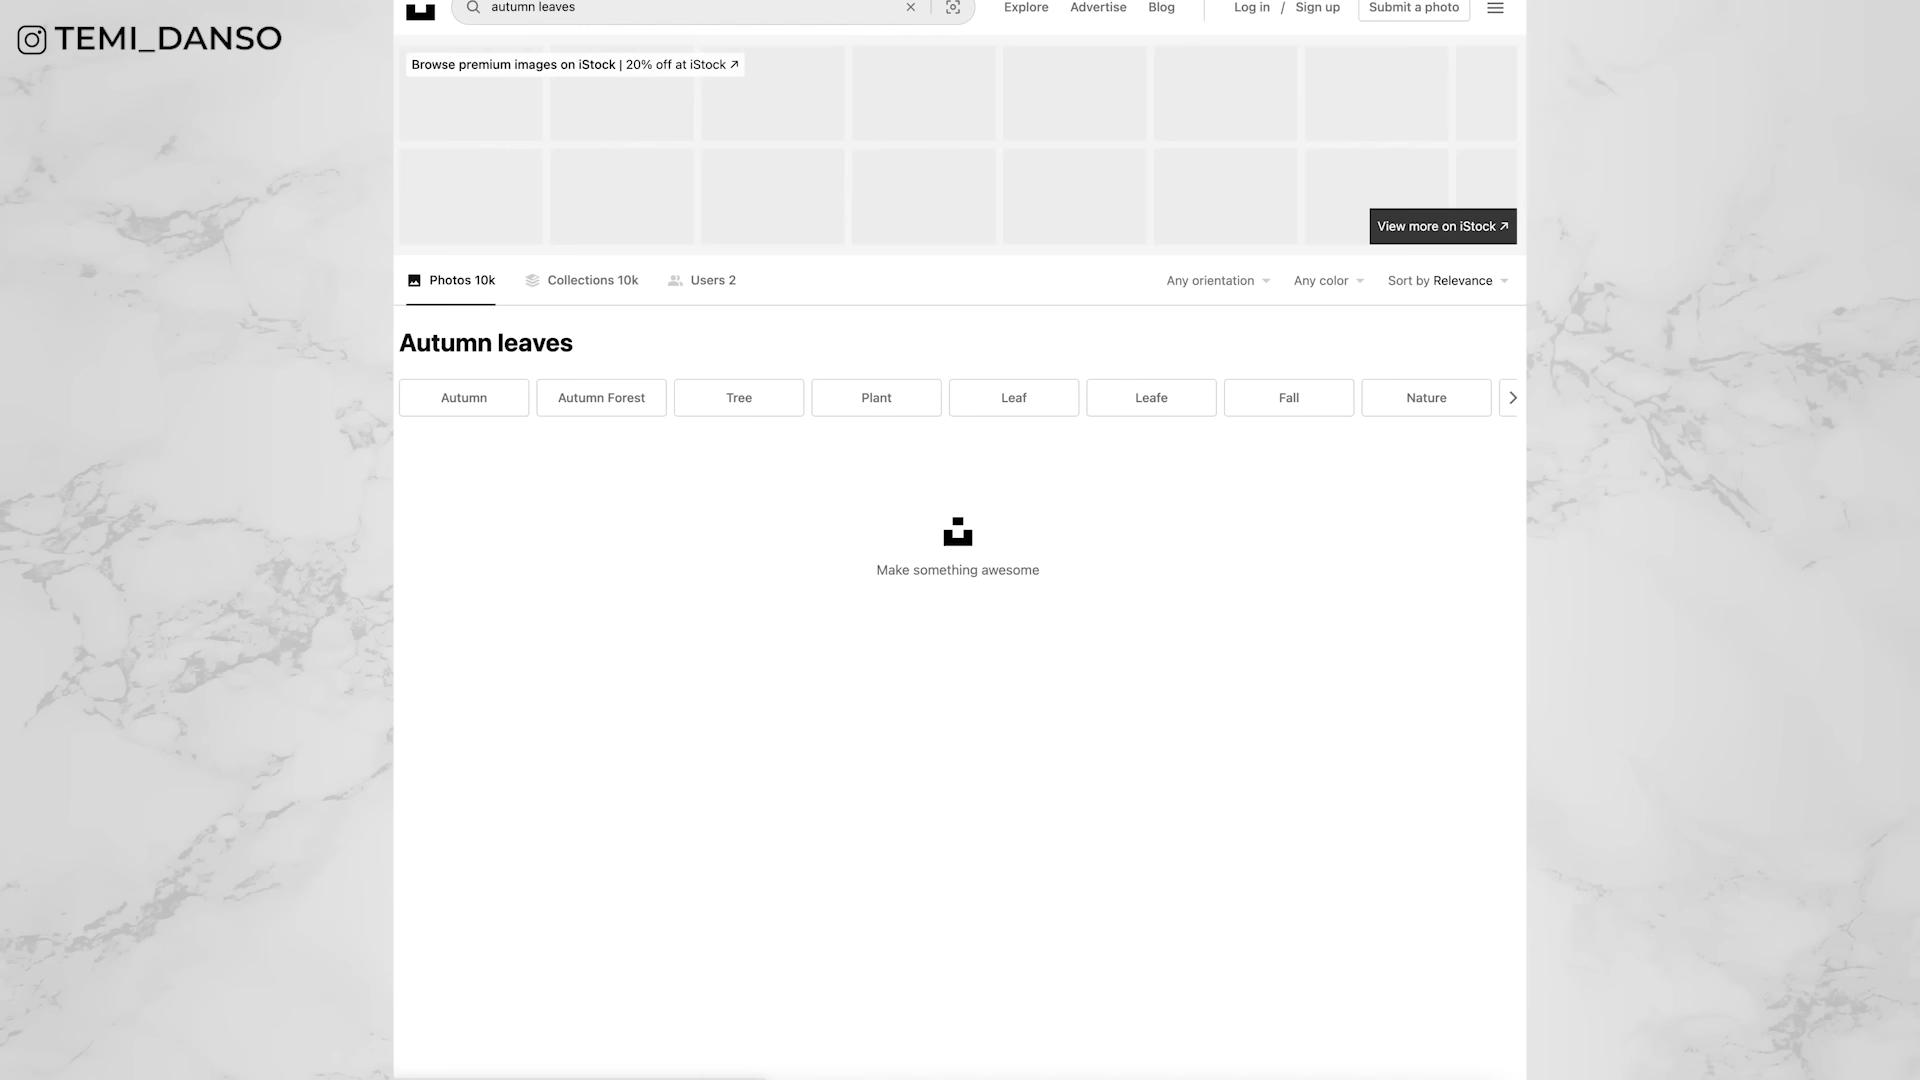 TEMI_DANSO
autumn leaves
Explore
Advertise
Blog
Log in / Sign up
Submit a photo
Browse premium images on iStock | 20% off at iStock ↗
View more on iStock ↗
Photos 10k
Collections 10k
Users 2
Any orientation
Any color
Sort by Relevance
Autumn leaves
Autumn
Autumn Forest
Tree
Plant
Leaf
Leafe
Fall
Nature
Make something awesome